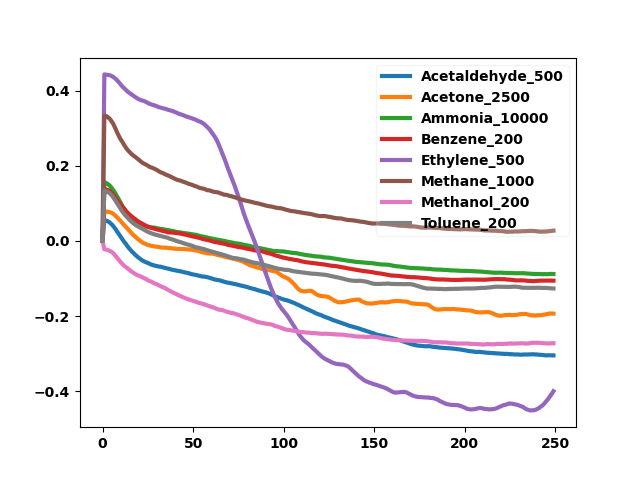 Acetaldehyde_500
Acetone_2500
Ammonia_10000
Benzene_200
Ethylene_500
Methane_1000
Methanol_200
Toluene_200
0.4
0.2
0.0
−0.2
−0.4
0 50 100 150 200 250